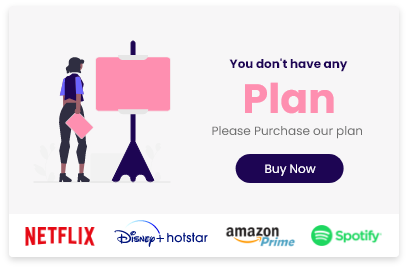 You don't have any
Plan
Please Purchase our plan
Buy Now
NETFLIX
Disney+ hotstar
amazon
Prime
Spotify